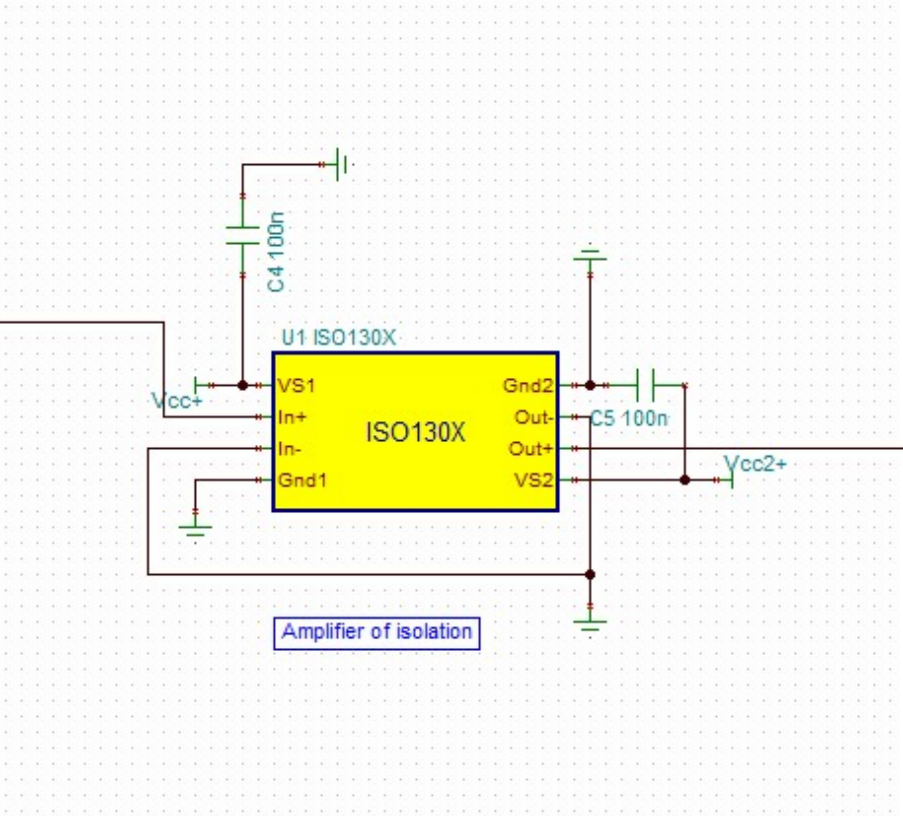 C4 100n
U1 ISO130X
VS1
Gnd2
Vcc+
In+
ISO130X
Out-
C5 100n
In-
Out+
Vcc2+
Gnd1
VS2
Amplifier of isolation